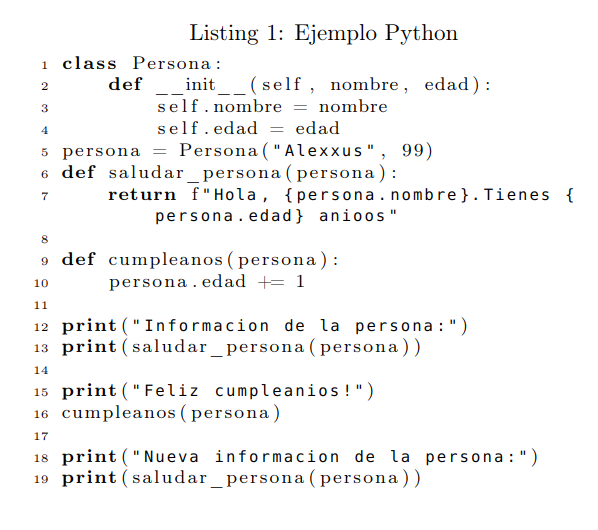 Listing 1: Ejemplo Python
1 class Persona:
2     def __init__(self, nombre, edad):
3         self.nombre = nombre
4         self.edad = edad
5 persona = Persona("Alexxus", 99)
6 def saludar_persona(persona):
7     return f"Hola, {persona.nombre}.Tienes {
        persona.edad} anioos"
8
9 def cumpleanos(persona):
10     persona.edad += 1
11
12 print("Informacion de la persona:")
13 print(saludar_persona(persona))
14
15 print("Feliz cumpleanios!")
16 cumpleanos(persona)
17
18 print("Nueva informacion de la persona:")
19 print(saludar_persona(persona))